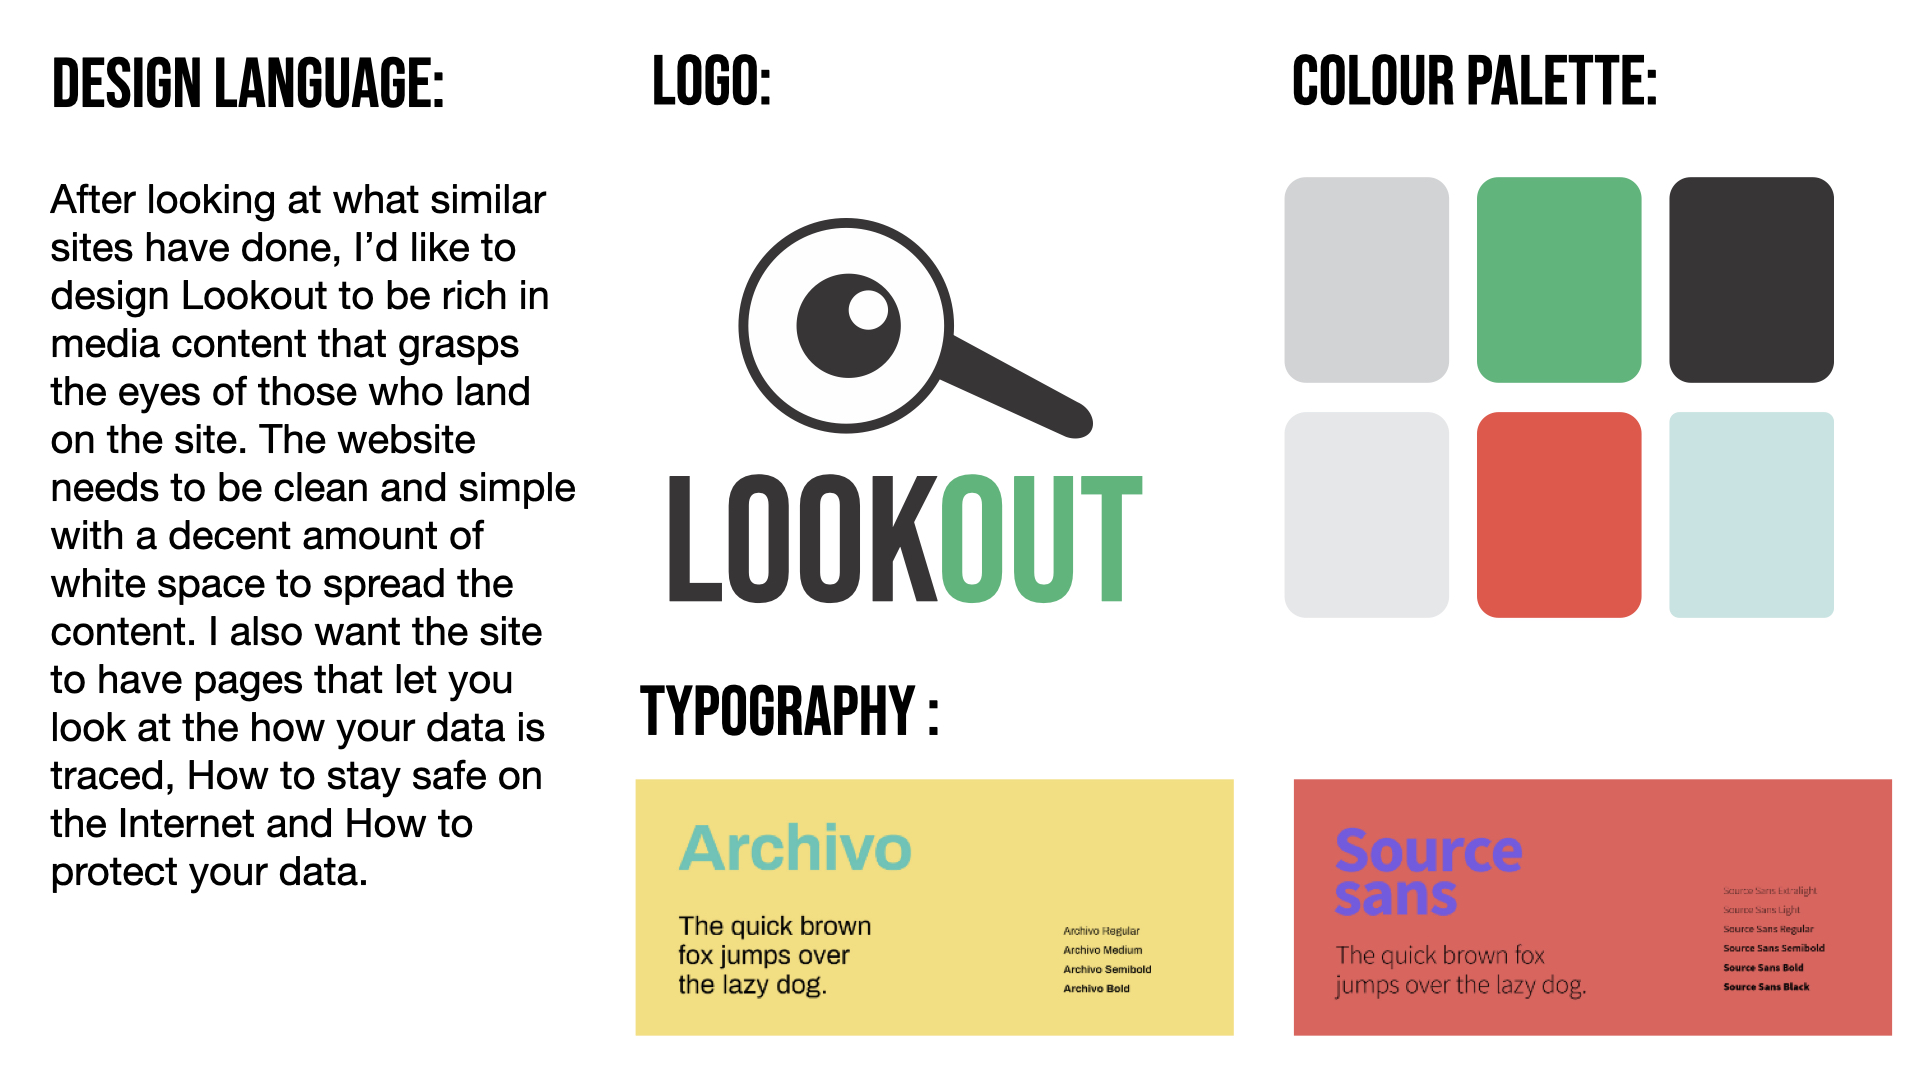 DESIGN LANGUAGE:
After looking at what similar
sites have done, I’d like to
design Lookout to be rich in
media content that grasps
the eyes of those who land
on the site. The website
needs to be clean and simple
with a decent amount of
white space to spread the
content. I also want the site
to have pages that let you
look at the how your data is
traced, How to stay safe on
the Internet and How to
protect your data.
LOGO:
LOOKOUT
COLOUR PALETTE:
TYPOGRAPHY :
Archivo
The quick brown
fox jumps over
the lazy dog.
Archivo Regular
Archivo Medium
Archivo Semibold
Archivo Bold
Source
sans
The quick brown fox
jumps over the lazy dog.
Source Sans Extralight
Source Sans Light
Source Sans Regular
Source Sans Semibold
Source Sans Bold
Source Sans Black